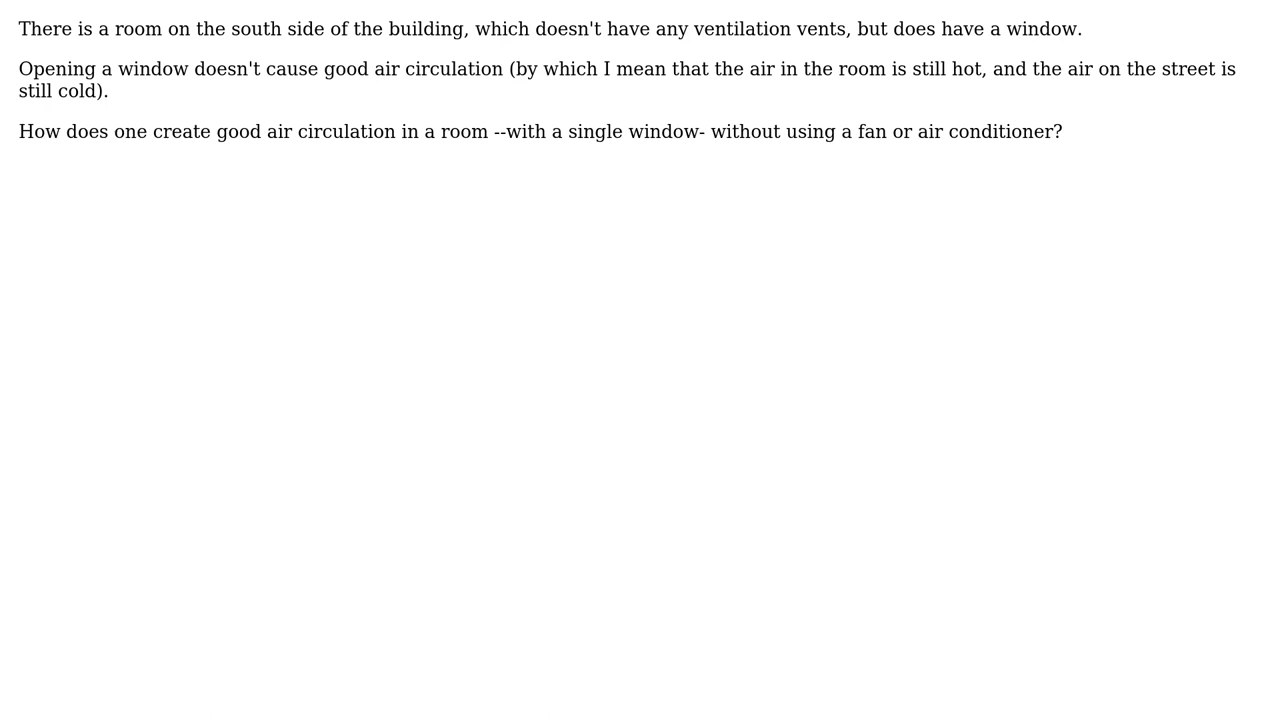 There is a room on the south side of the building, which doesn't have any ventilation vents, but does have a window.
Opening a window doesn't cause good air circulation (by which I mean that the air in the room is still hot, and the air on the street is
still cold).
How does one create good air circulation in a room --with a single window- without using a fan or air conditioner?